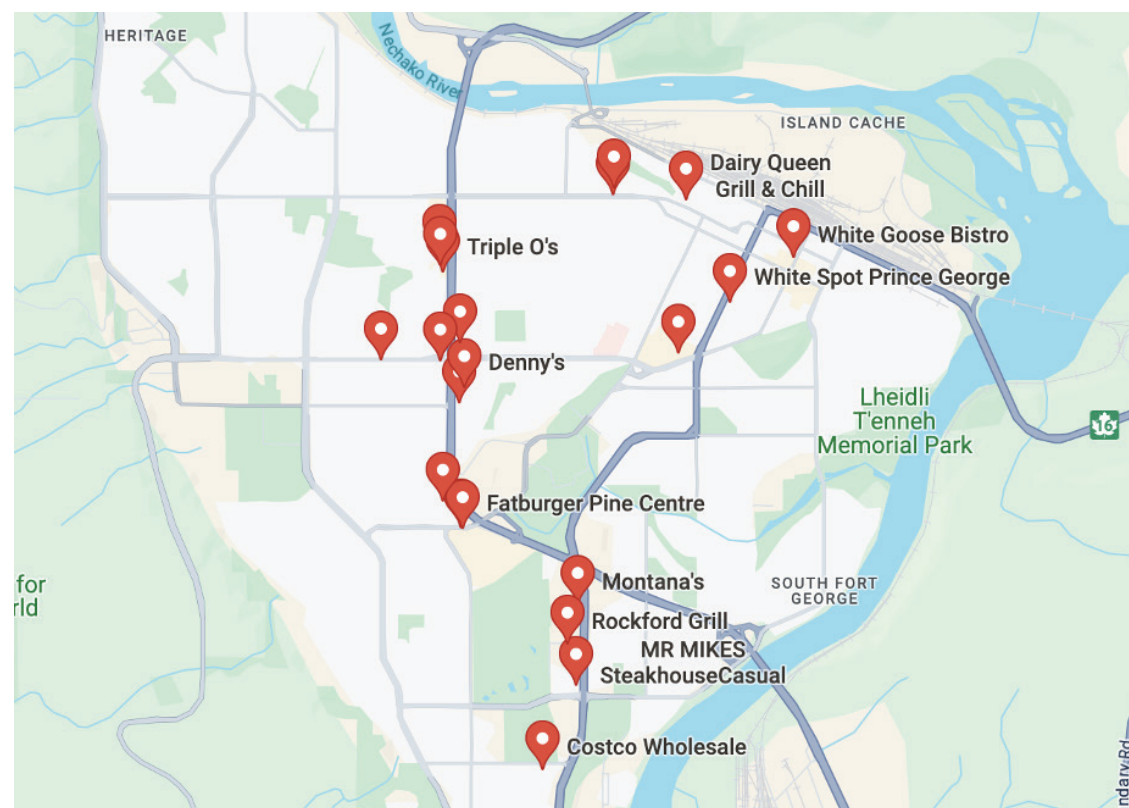 HERITAGE
Nechako River
ISLAND CACHE
Dairy Queen
Grill & Chill
Triple O's
White Goose Bistro
White Spot Prince George
Denny's
Lheidli
T'enneh
Memorial Park
16
Fatburger Pine Centre
for
rld
Montana's
SOUTH FORT
GEORGE
Rockford Grill
MR MIKES
SteakhouseCasual
Costco Wholesale
ndary Rd